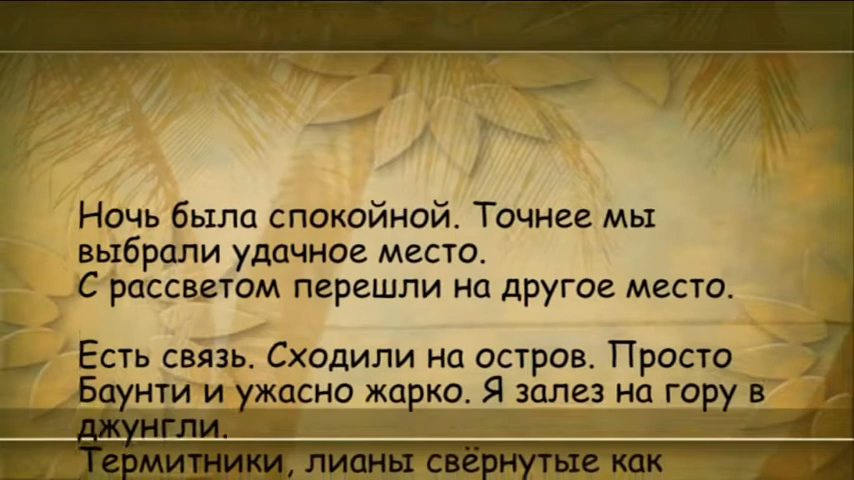 Ночь была спокойной. Точнее мы
выбрали удачное место.
С рассветом перешли на другое место.
Есть связь. Сходили на остров. Просто
Баунти и ужасно жарко. Я залез на гору в
джунгли.
Термитники, лианы свёрнутые как